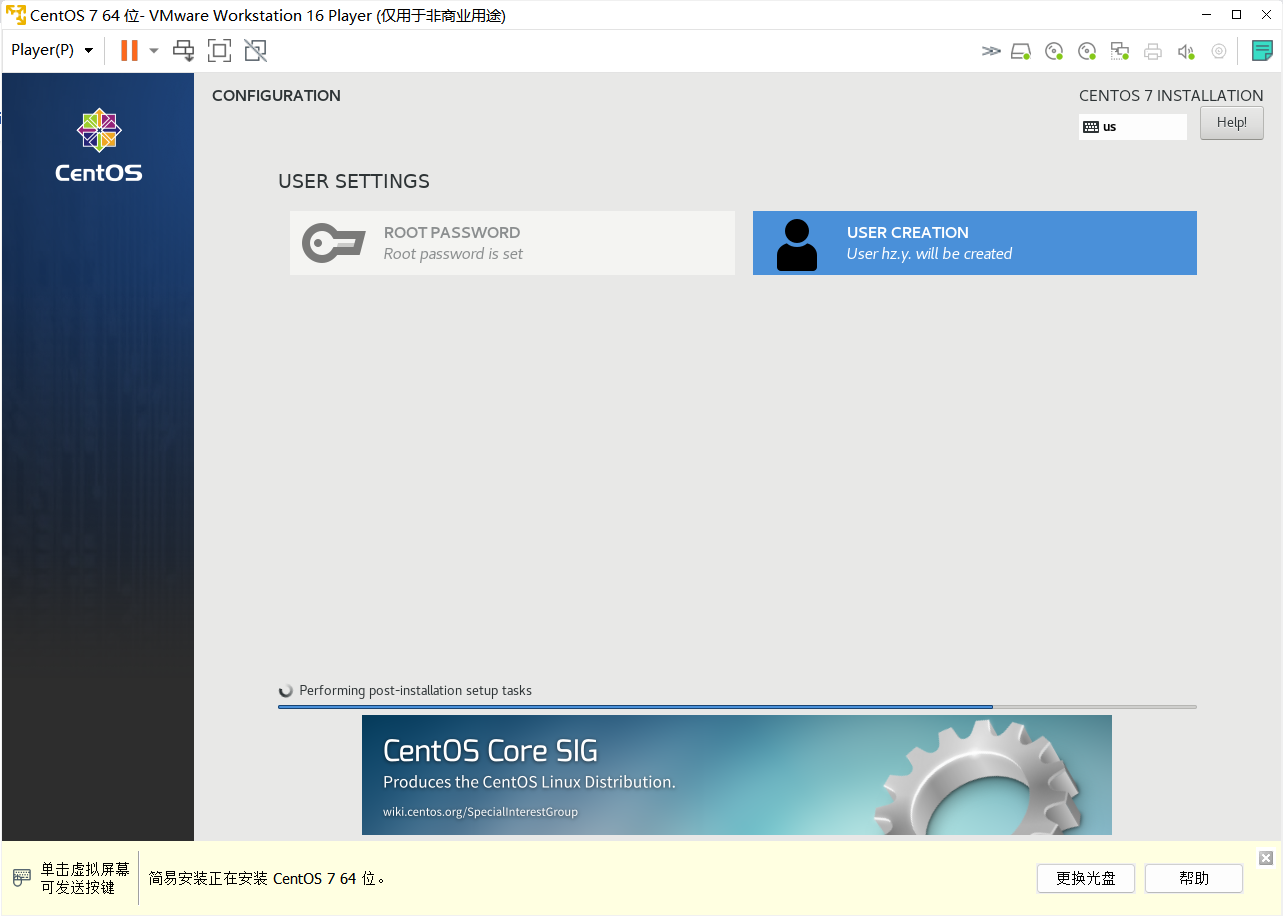 CentOS 7 64 位- VMware Workstation 16 Player (仅用于非商业用途)
Player(P)
CentOS
CONFIGURATION
CENTOS 7 INSTALLATION
us
Help!
USER SETTINGS
ROOT PASSWORD
Root password is set
USER CREATION
User hz.y. will be created
Performing post-installation setup tasks
CentOS Core SIG
Produces the CentOS Linux Distribution.
wiki.centos.org/SpecialInterestGroup
单击虚拟屏幕
可发送按键
简易安装正在安装 CentOS 7 64 位。
更换光盘
帮助